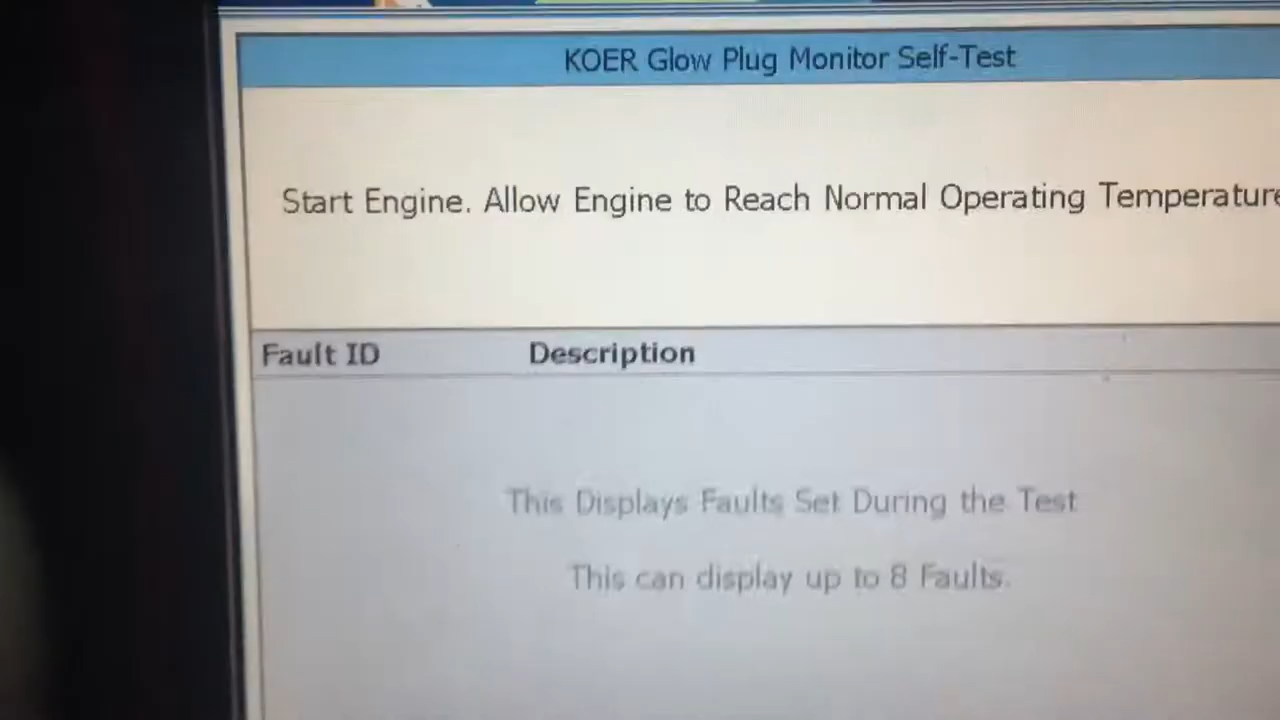 KOER Glow Plug Monitor Self-Test
Start Engine. Allow Engine to Reach Normal Operating Temperature
Fault ID Description
This Displays Faults Set During the Test
This can display up to 8 Faults.